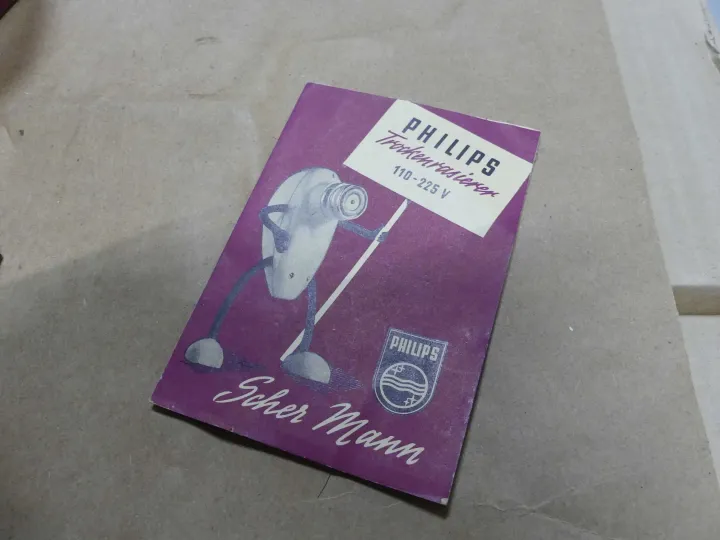 PHILIPS
Trockenrasierer
110-225 V
PHILIPS
Scher Mann